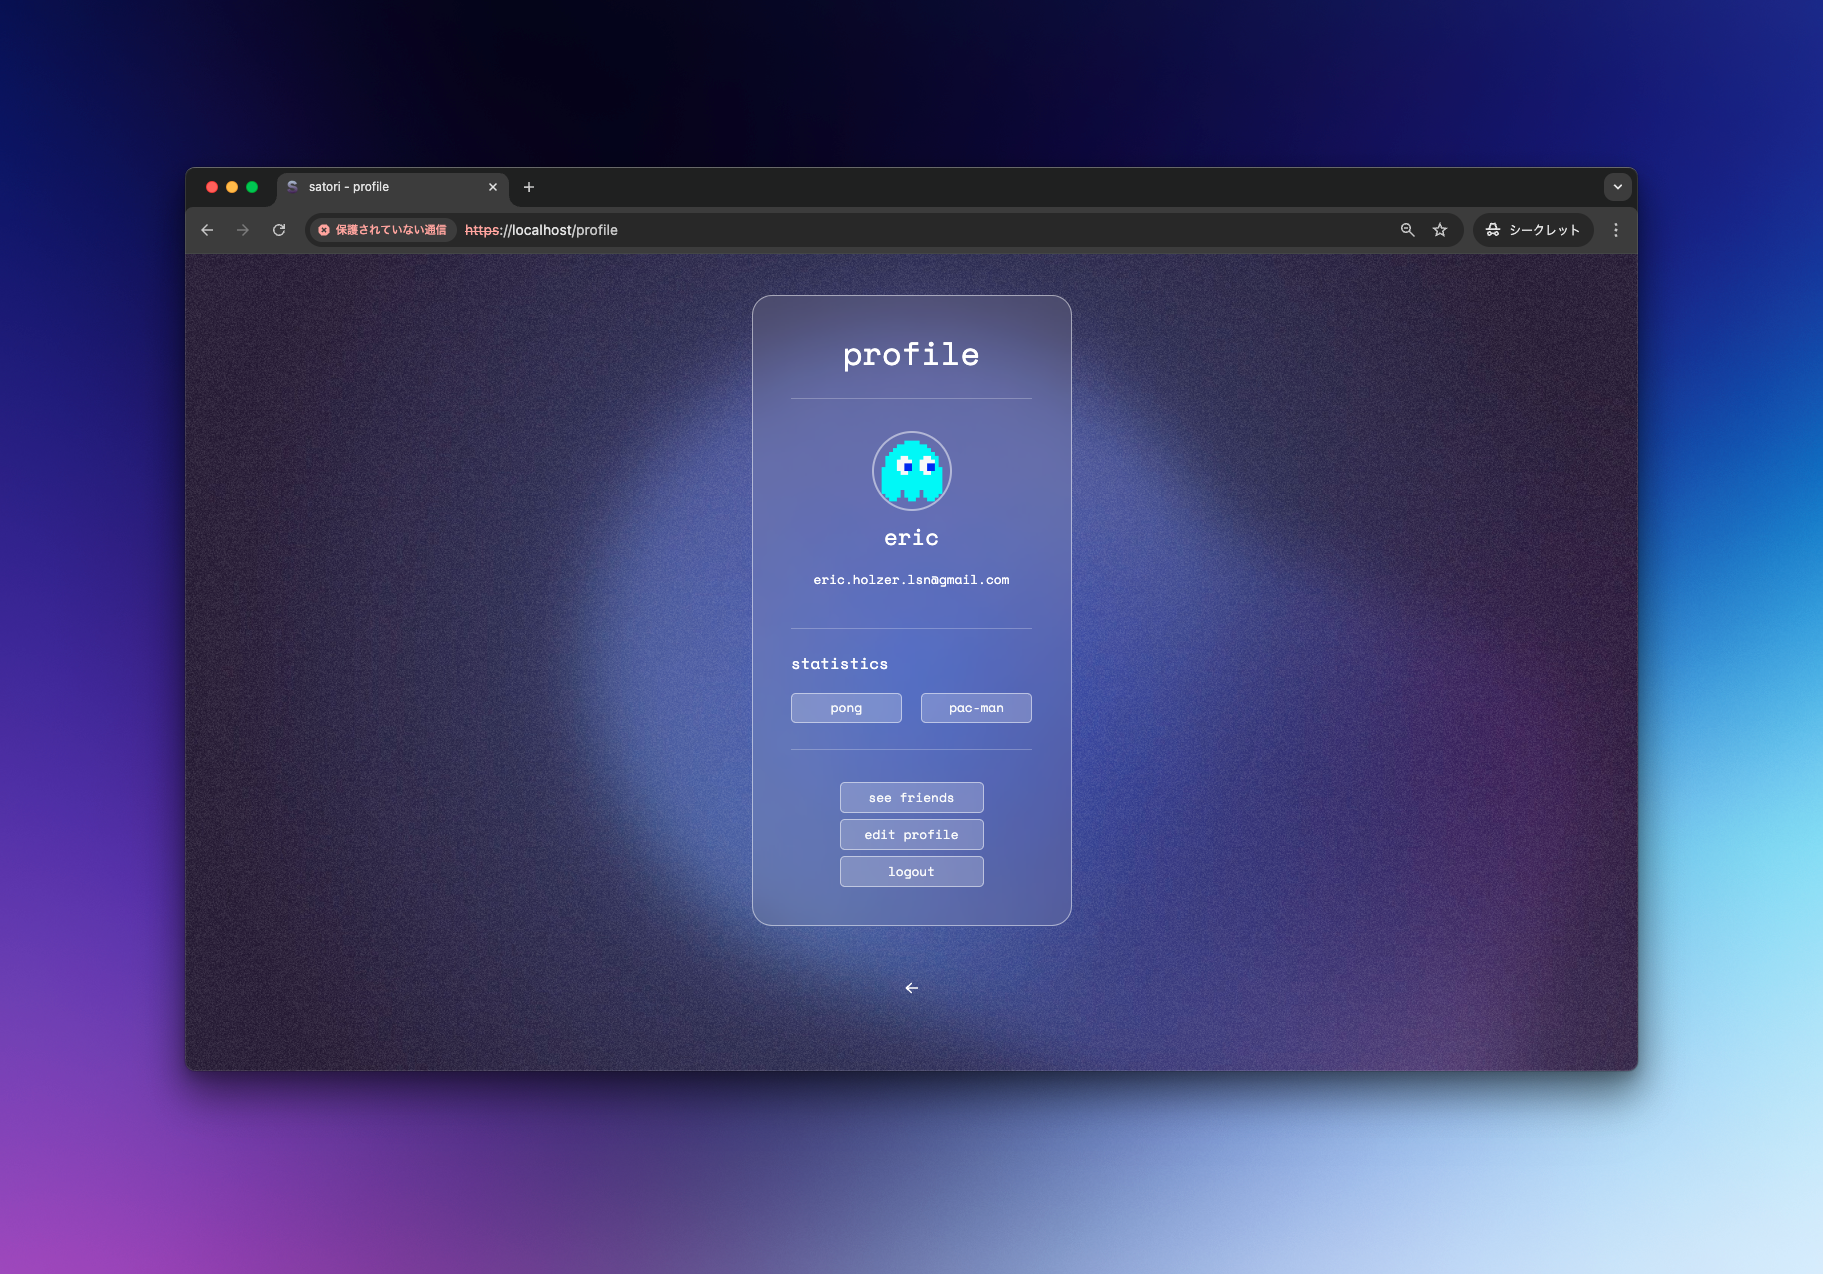 satori - profile
保護されていない通信 https://localhost/profile シークレット
profile
eric
eric.holzer.lsn@gmail.com
statistics
pong pac-man
see friends
edit profile
logout